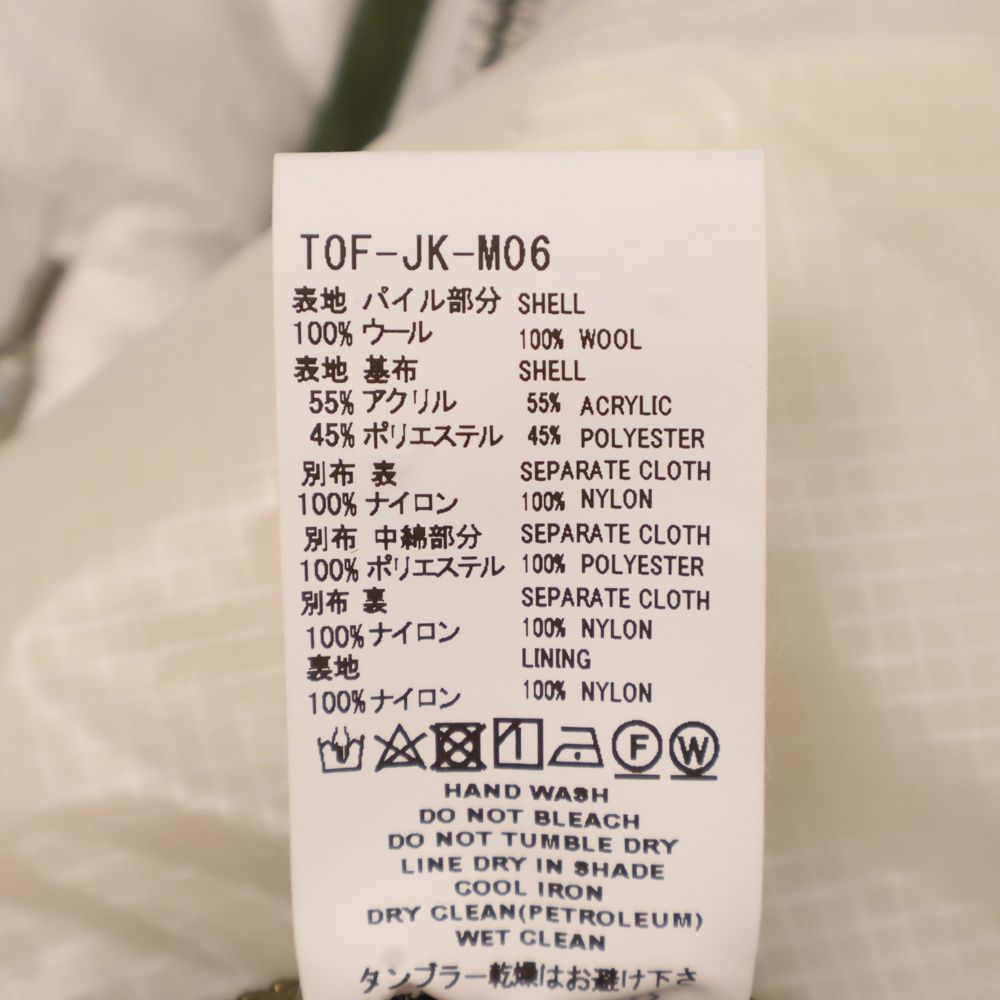 TOF-JK-M06
表地 パイル部分 SHELL
100% ウール 100% WOOL
表地 基布 SHELL
55% アクリル 55% ACRYLIC
45% ポリエステル 45% POLYESTER
別布 表 SEPARATE CLOTH
100% ナイロン 100% NYLON
別布 中綿部分 SEPARATE CLOTH
100% ポリエステル 100% POLYESTER
別布 裏 SEPARATE CLOTH
100% ナイロン 100% NYLON
裏地 LINING
100% ナイロン 100% NYLON
F W
HAND WASH
DO NOT BLEACH
DO NOT TUMBLE DRY
LINE DRY IN SHADE
COOL IRON
DRY CLEAN(PETROLEUM)
WET CLEAN
タンブラー乾燥はお避け下さ